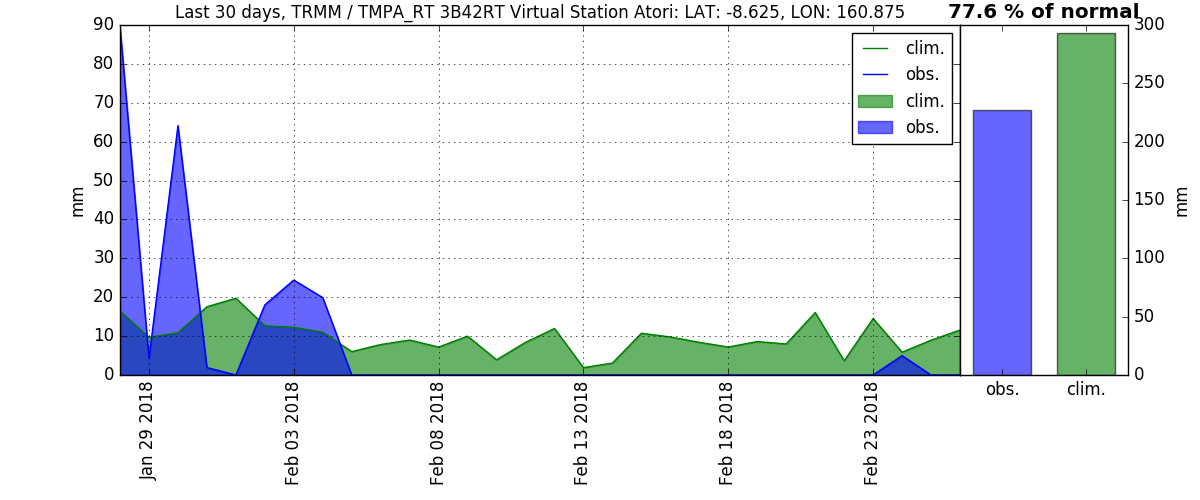 Last 30 days, TRMM / TMPA_RT 3B42RT Virtual Station Atori: LAT: -8.625, LON: 160.875
77.6 % of normal
90
80
70
60
50
40
30
20
10
0
mm
clim.
obs.
clim.
obs.
Jan 29 2018
Feb 03 2018
Feb 08 2018
Feb 13 2018
Feb 18 2018
Feb 23 2018
300
250
200
150
100
50
0
mm
obs.
clim.